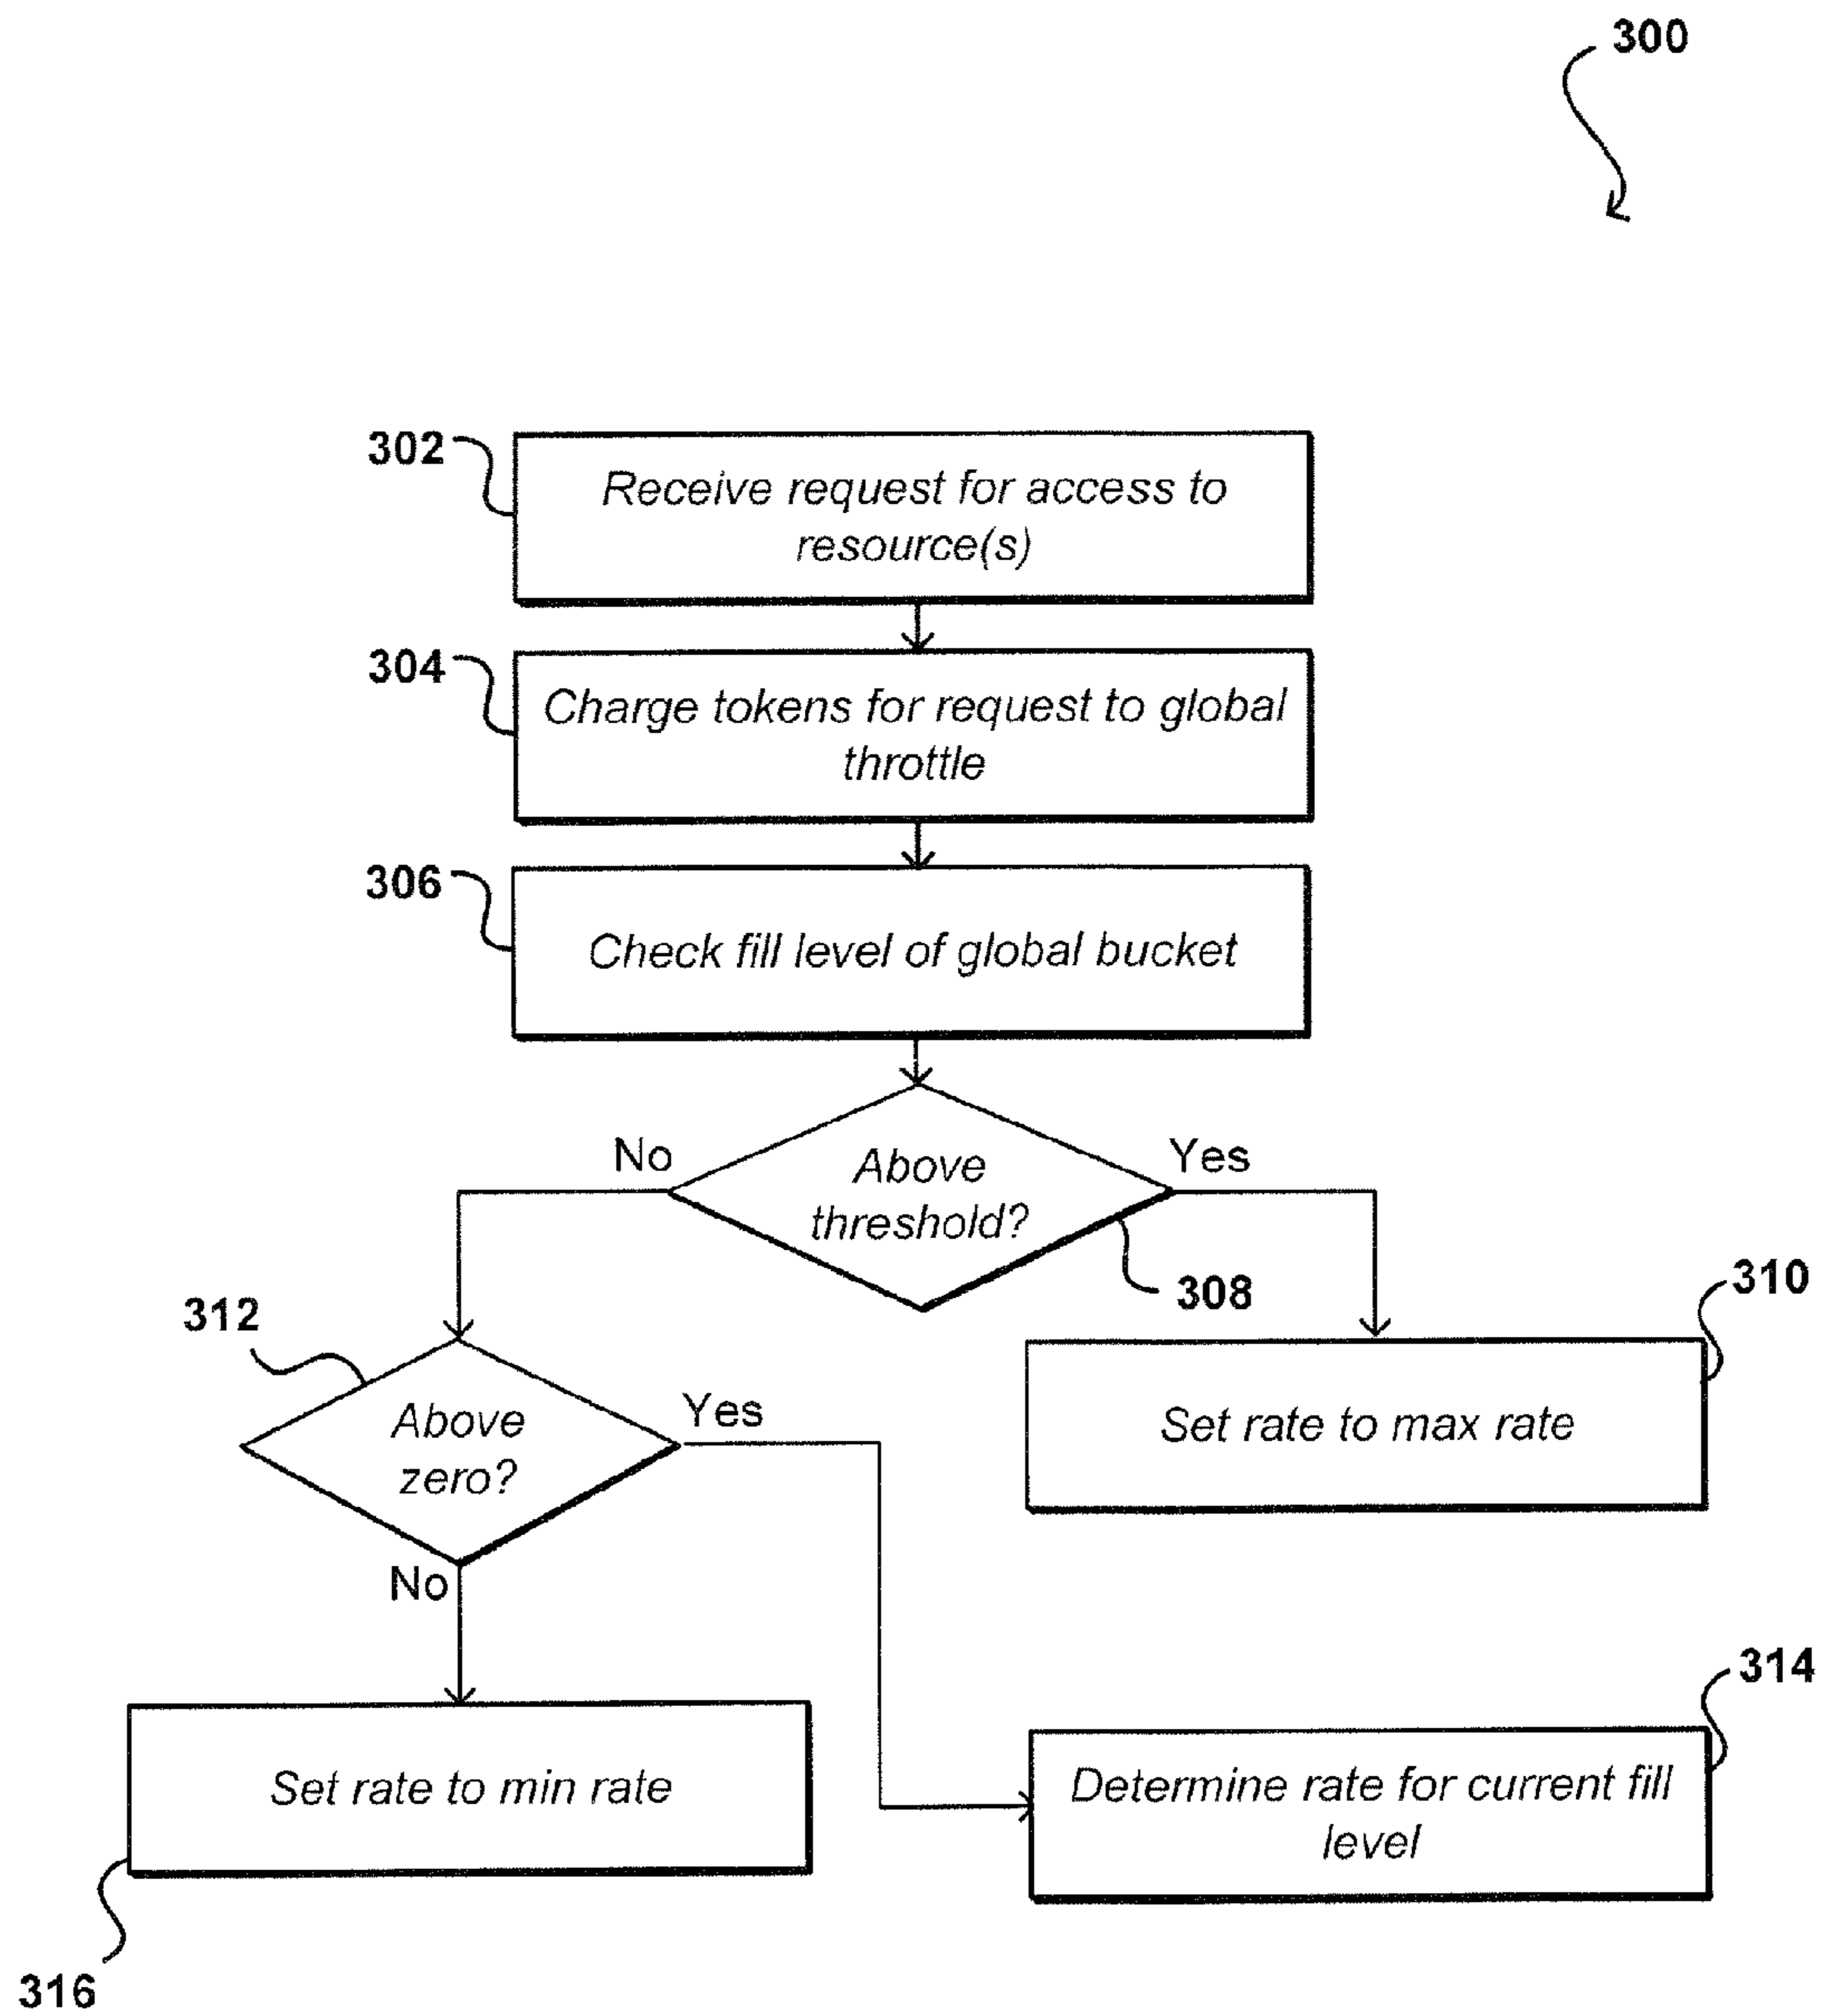 300
302
Receive request for access to
resource(s)
304
Charge tokens for request to global
throttle
306
Check fill level of global bucket
No
Yes
Above
threshold?
308
310
312
Set rate to max rate
Above
zero?
Yes
No
314
Set rate to min rate
Determine rate for current fill
level
316